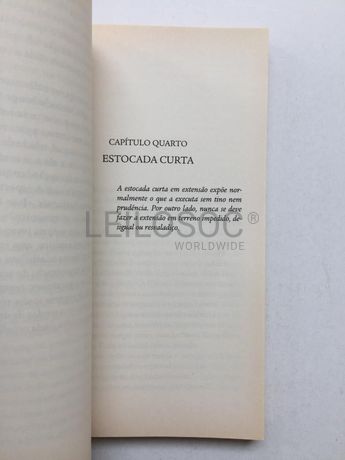 CAPÍTULO QUARTO
ESTOCADA CURTA
A estocada curta em extensão expõe nor-
malmente o que a executa sem tino nem
prudência. Por outro lado, nunca se deve
fazer a extensão em terreno impedido, de-
sigual ou resvaladiço.
LEILOSOC®
WORLDWIDE